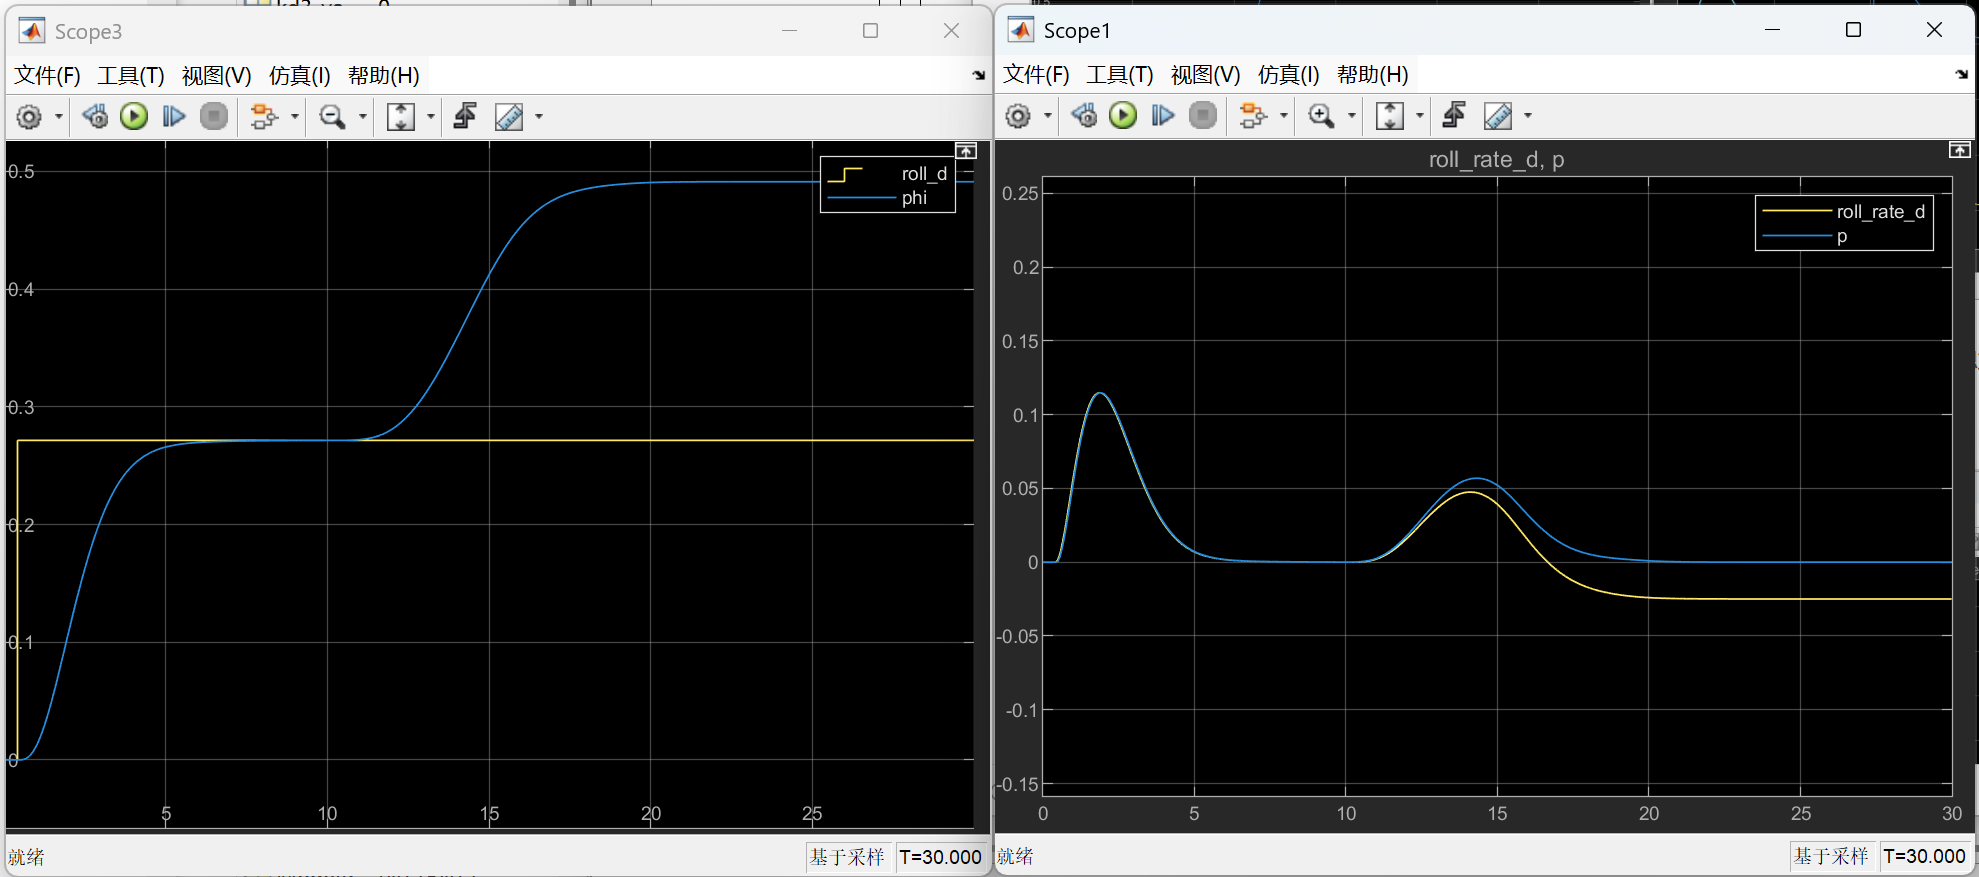 Scope3
文件(F) 工具(T) 视图(V) 仿真(I) 帮助(H)
roll_d
phi
0.5
0.4
0.3
0.2
0.1
0
5 10 15 20 25
就绪 基于采样 T=30.000
Scope1
文件(F) 工具(T) 视图(V) 仿真(I) 帮助(H)
roll_rate_d, p
roll_rate_d
p
0.25
0.2
0.15
0.1
0.05
0
-0.05
-0.1
-0.15
0 5 10 15 20 25 30
就绪 基于采样 T=30.000